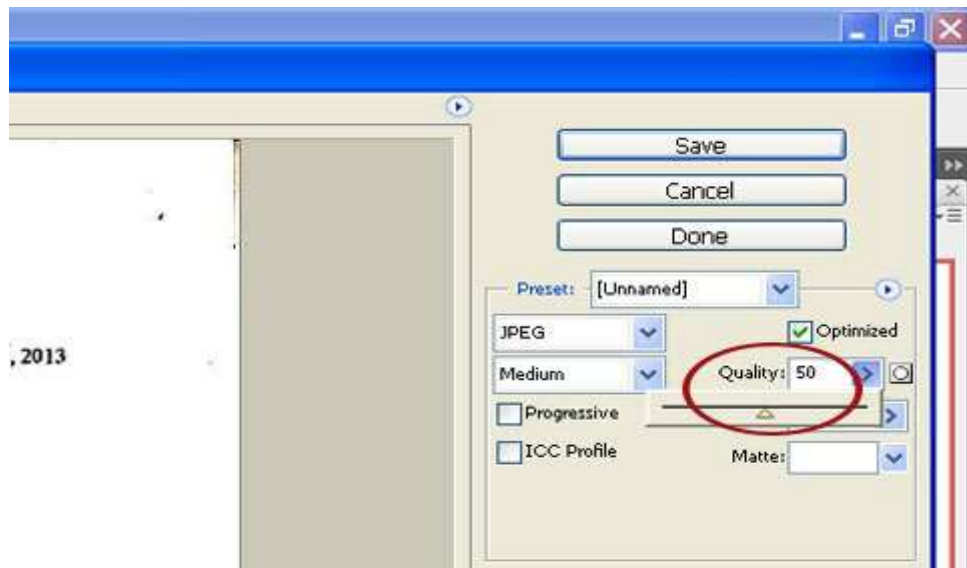 Save
Cancel
Done
Preset: [Unnamed]
JPEG
Optimized
, 2013
Medium
Quality: 50
Progressive
ICC Profile
Matte: